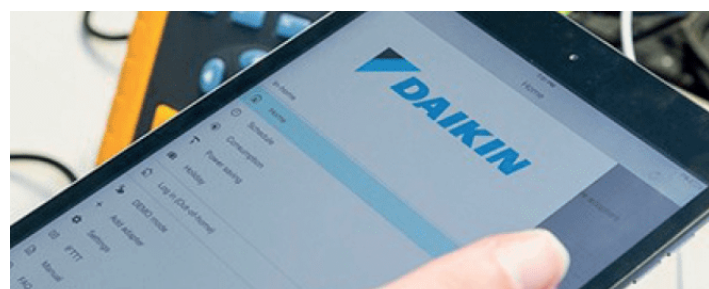 Home
DAIKIN
In-home
Home
Schedule
Consumption
Power saving
Holiday
Log in (Out-of-home)
DEMO mode
Add adapter
Settings
IFTTT
Manual
FAQ